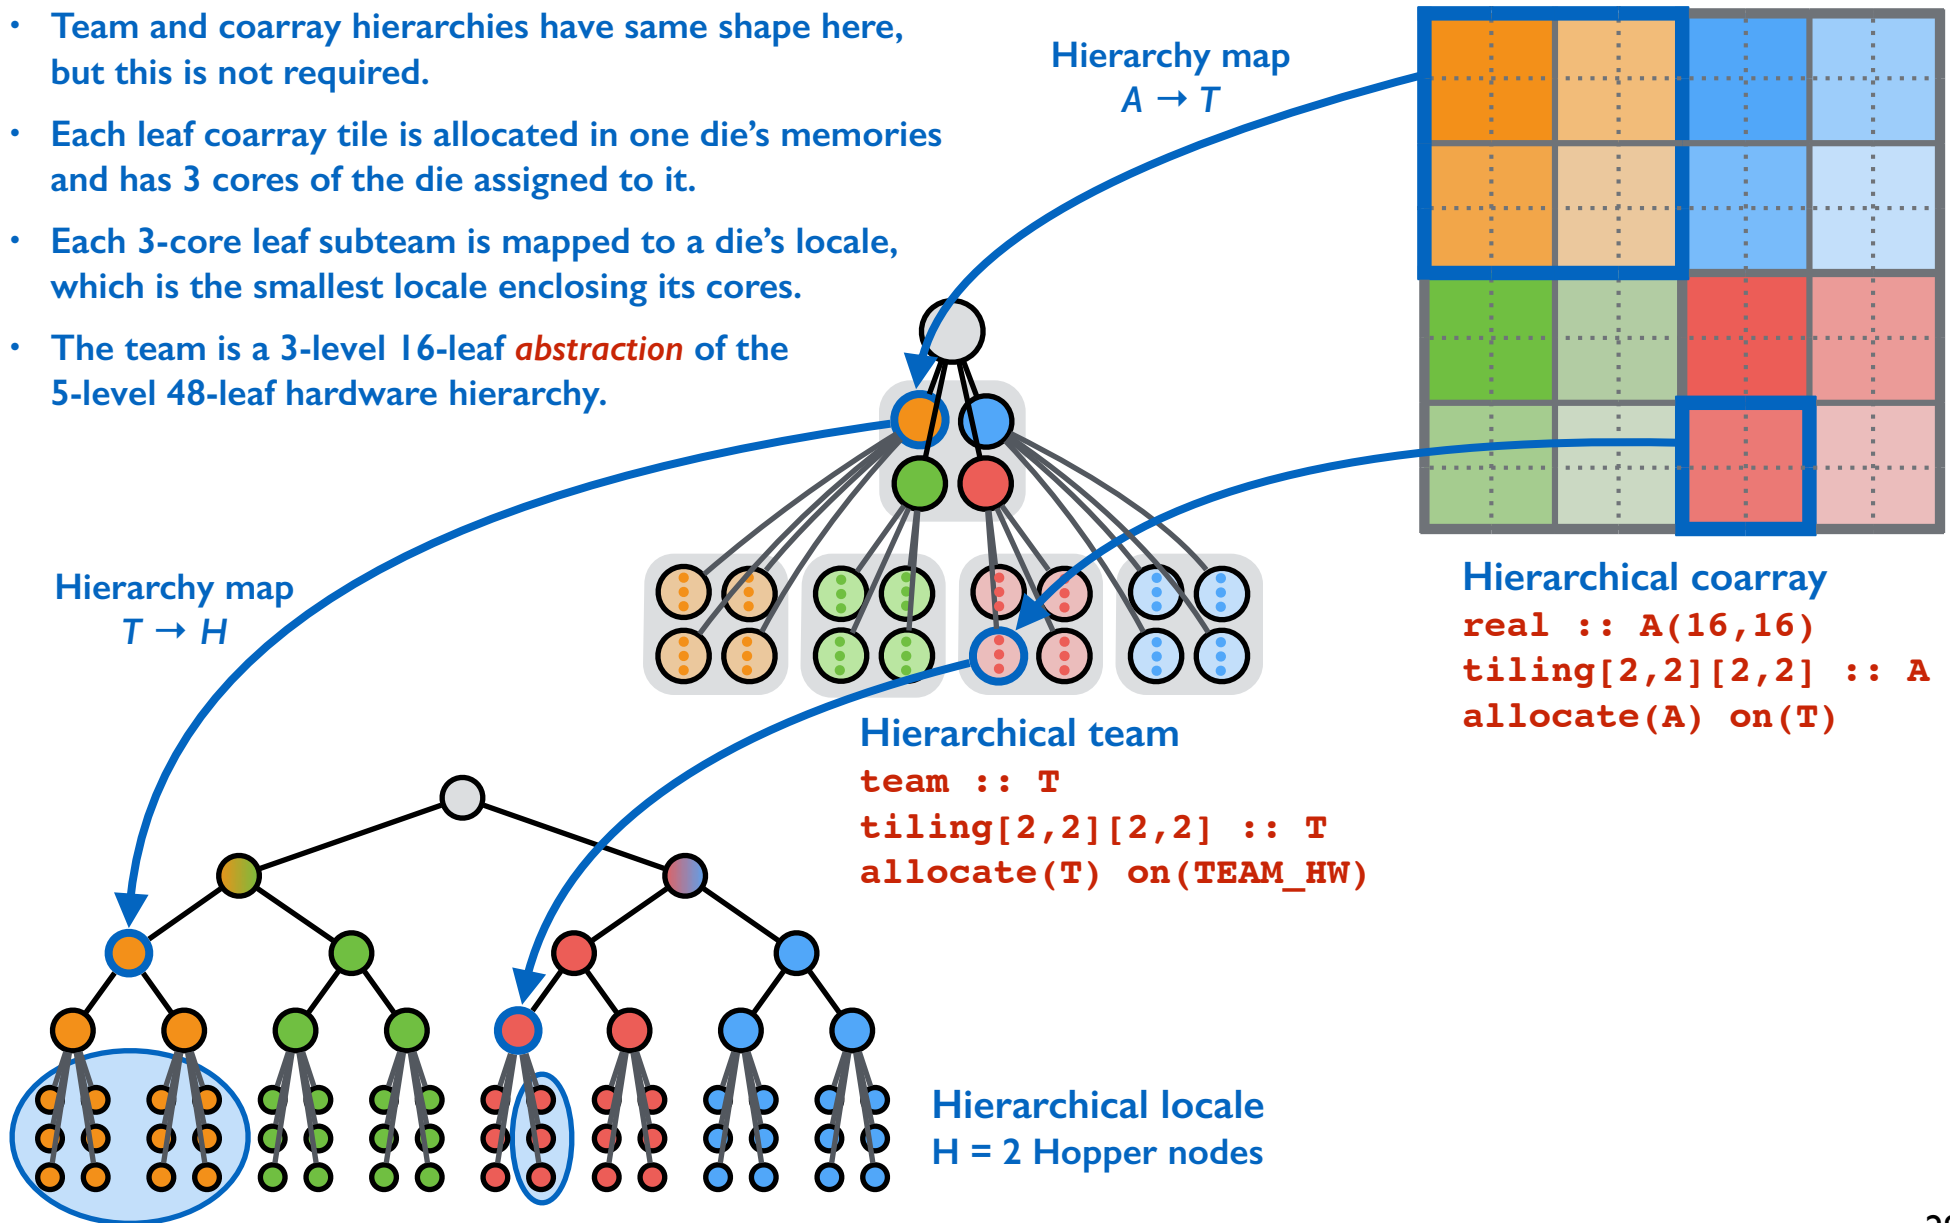 • Team and coarray hierarchies have same shape here,
but this is not required.
• Each leaf coarray tile is allocated in one die's memories
and has 3 cores of the die assigned to it.
• Each 3-core leaf subteam is mapped to a die's locale,
which is the smallest locale enclosing its cores.
• The team is a 3-level 16-leaf abstraction of the
5-level 48-leaf hardware hierarchy.
Hierarchy map
A → T
Hierarchy map
T → H
Hierarchical coarray
real :: A(16,16)
tiling[2,2][2,2] :: A
allocate(A) on(T)
Hierarchical team
team :: T
tiling[2,2][2,2] :: T
allocate(T) on(TEAM_HW)
Hierarchical locale
H = 2 Hopper nodes